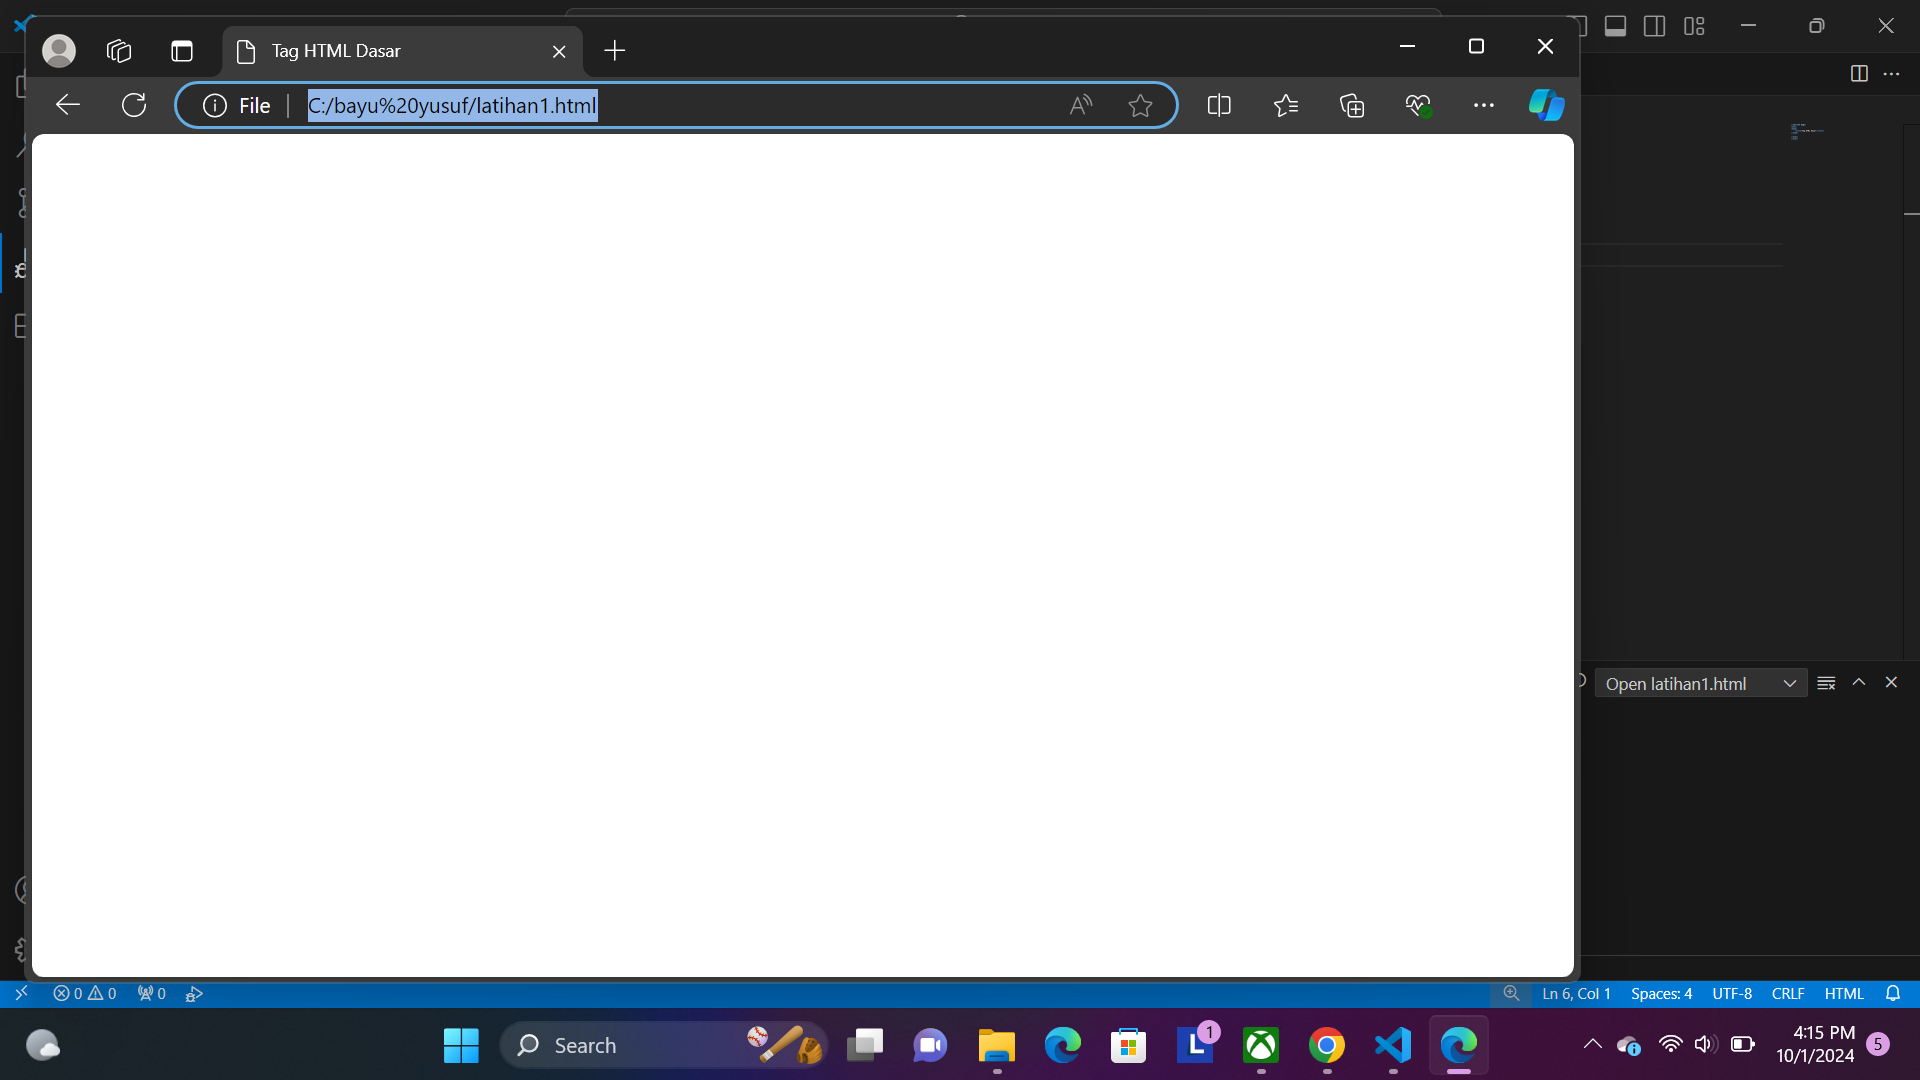 Tag HTML Dasar
File
C:/bayu%20yusuf/latihan1.html
Open latihan1.html
0
0
0
Ln 6, Col 1
Spaces: 4
UTF-8
CRLF
HTML
Search
L
1
4:15 PM
10/1/2024
5